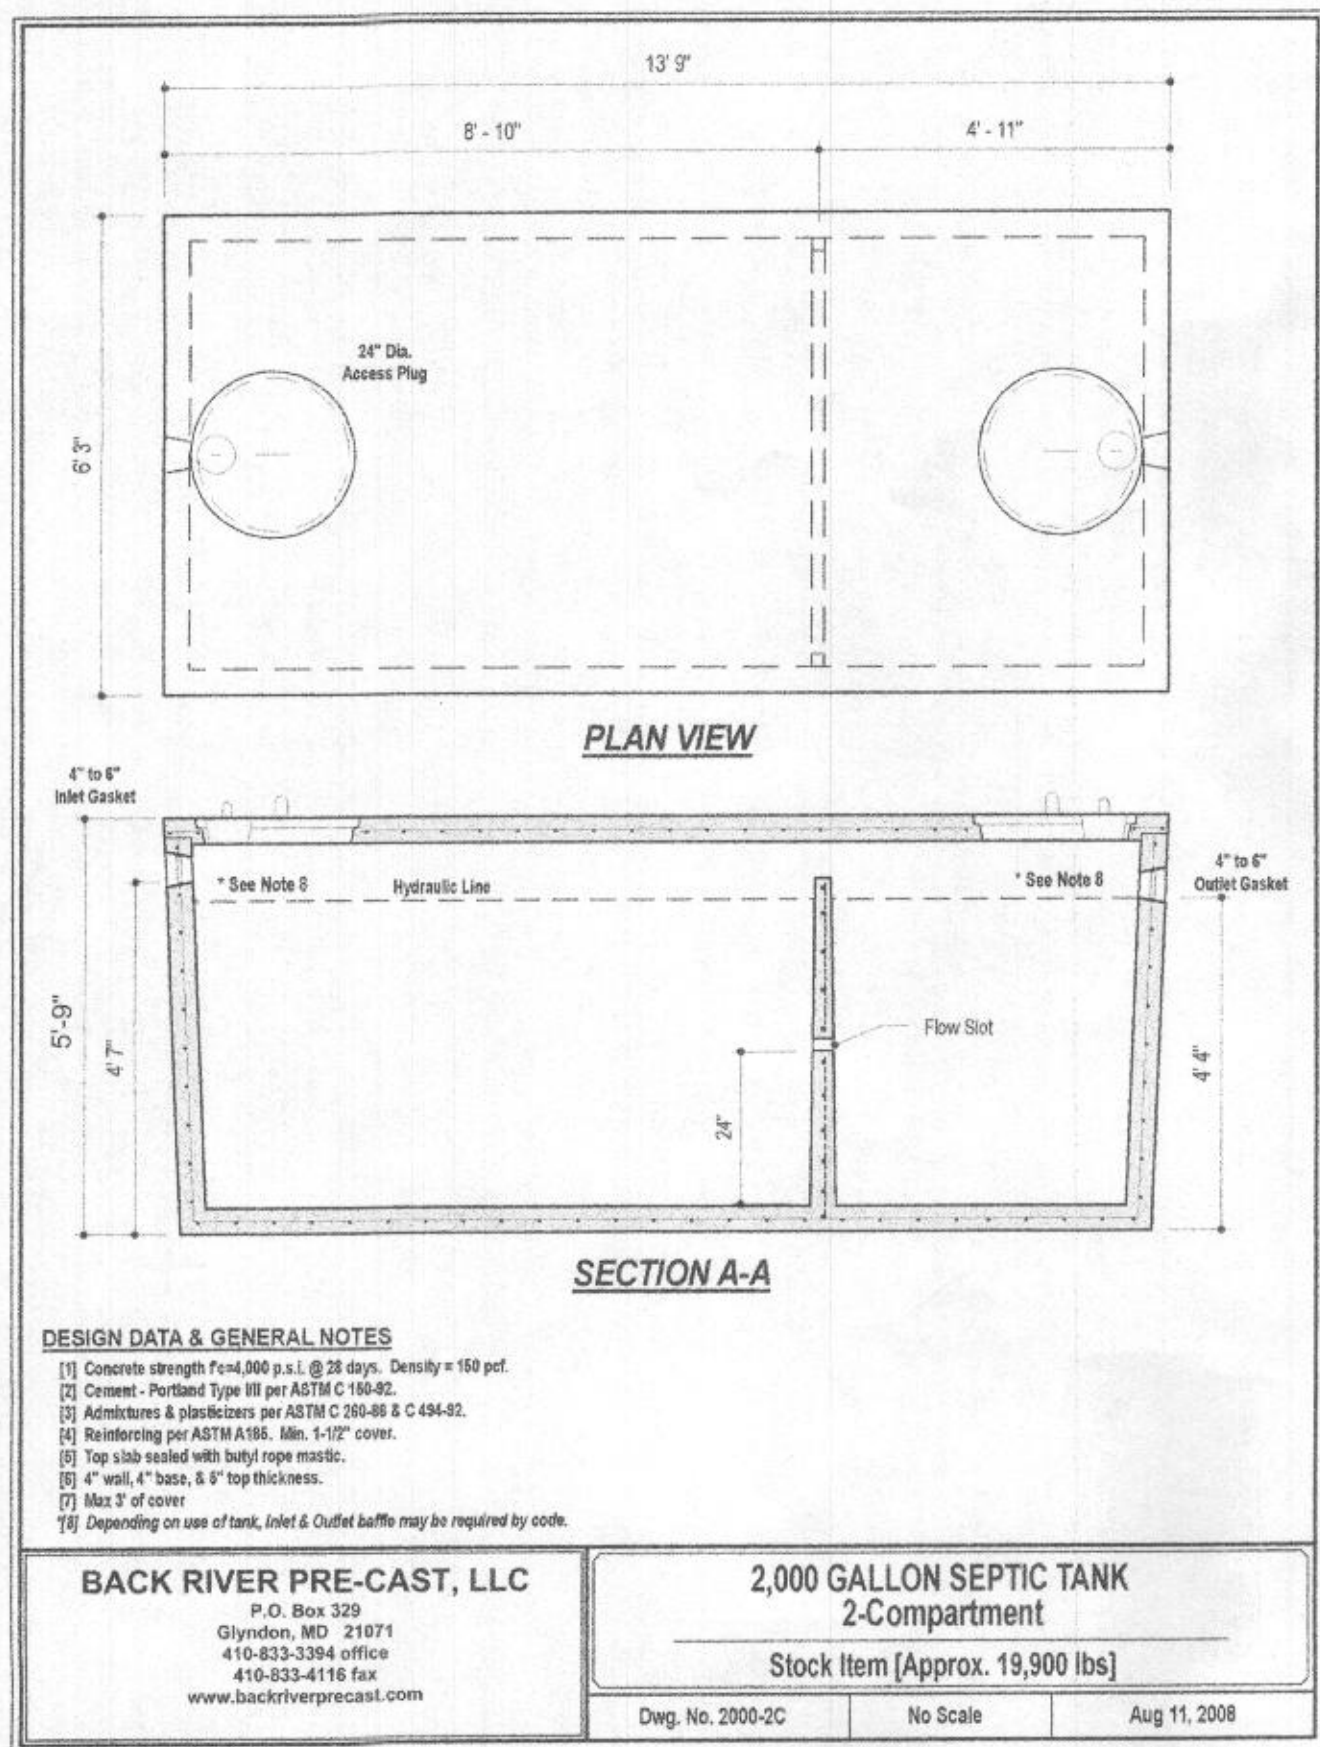 13' 9"
8' - 10"
4' - 11"
24" Dia.
Access Plug
6' 3"
PLAN VIEW
4" to 6"
Inlet Gasket
* See Note 8
Hydraulic Line
* See Note 8
4" to 6"
Outlet Gasket
5'-9"
4' 7"
Flow Slot
24"
4' 4"
SECTION A-A
DESIGN DATA & GENERAL NOTES
[1] Concrete strength f'c=4,000 p.s.i. @ 28 days. Density = 150 pcf.
[2] Cement - Portland Type I/II per ASTM C 150-92.
[3] Admixtures & plasticizers per ASTM C 260-86 & C 494-92.
[4] Reinforcing per ASTM A185. Min. 1-1/2" cover.
[5] Top slab sealed with butyl rope mastic.
[6] 4" wall, 4" base, & top thickness.
[7] Max 3' of cover
*[8] Depending on use of tank, Inlet & Outlet baffle may be required by code.
BACK RIVER PRE-CAST, LLC
P.O. Box 329
Glyndon, MD 21071
410-833-3394 office
410-833-4116 fax
www.backriverprecast.com
2,000 GALLON SEPTIC TANK
2-Compartment
Stock Item [Approx. 19,900 lbs]
Dwg. No. 2000-2C
No Scale
Aug 11, 2008